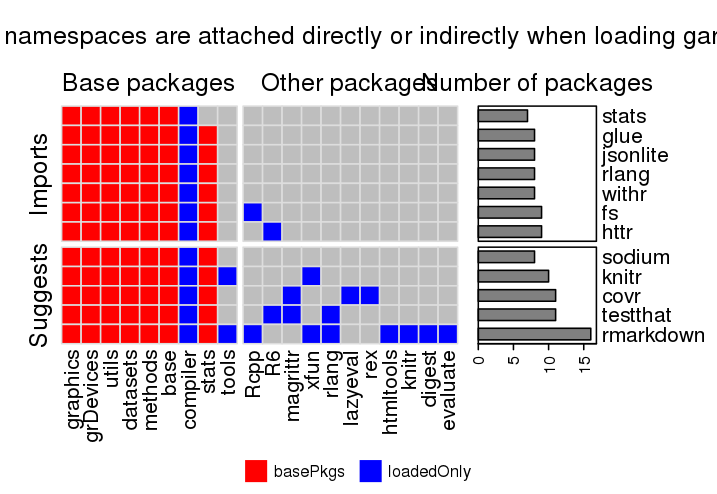 namespaces are attached directly or indirectly when loading gar
Base packages
Other packages
Number of packages
Imports
Suggests
stats
glue
jsonlite
rlang
withr
fs
httr
sodium
knitr
covr
testthat
rmarkdown
graphics
grDevices
utils
datasets
methods
base
compiler
stats
tools
Rcpp
R6
magrittr
xfun
rlang
lazyeval
rex
htmltools
knitr
digest
evaluate
0
5
10
15
basePkgs
loadedOnly